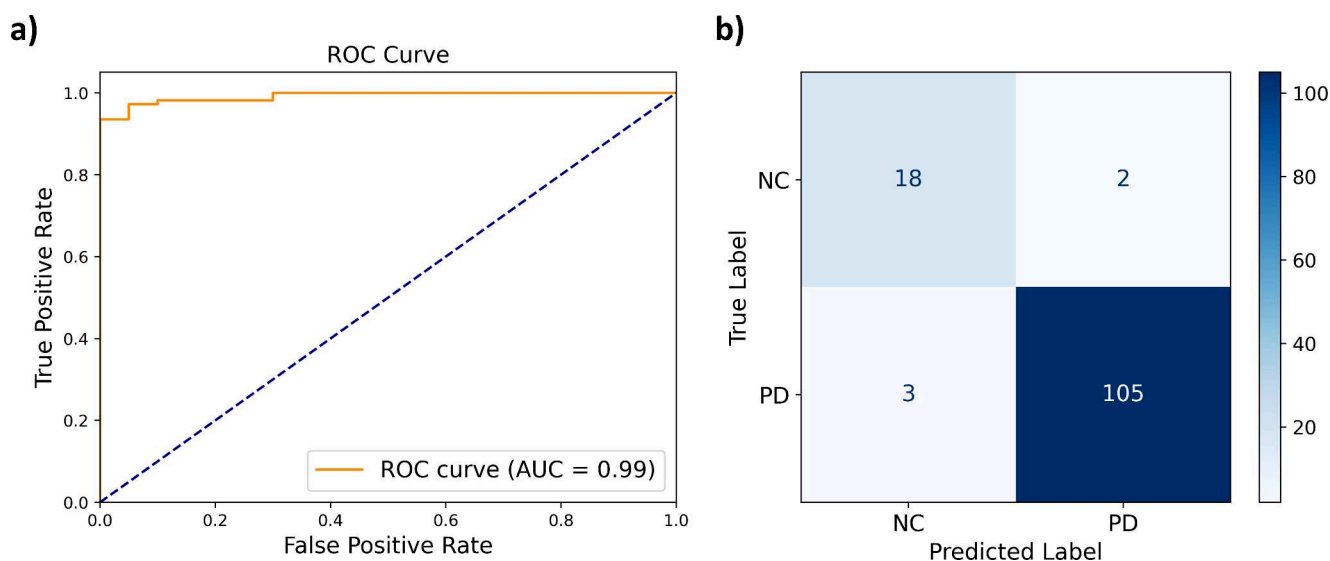 a)
ROC Curve
True Positive Rate
1.0
0.8
0.6
0.4
0.2
0.0
0.0 0.2 0.4 0.6 0.8 1.0
False Positive Rate
ROC curve (AUC = 0.99)
b)
True Label
NC
PD
18 2
3 105
NC PD
Predicted Label
100
80
60
40
20